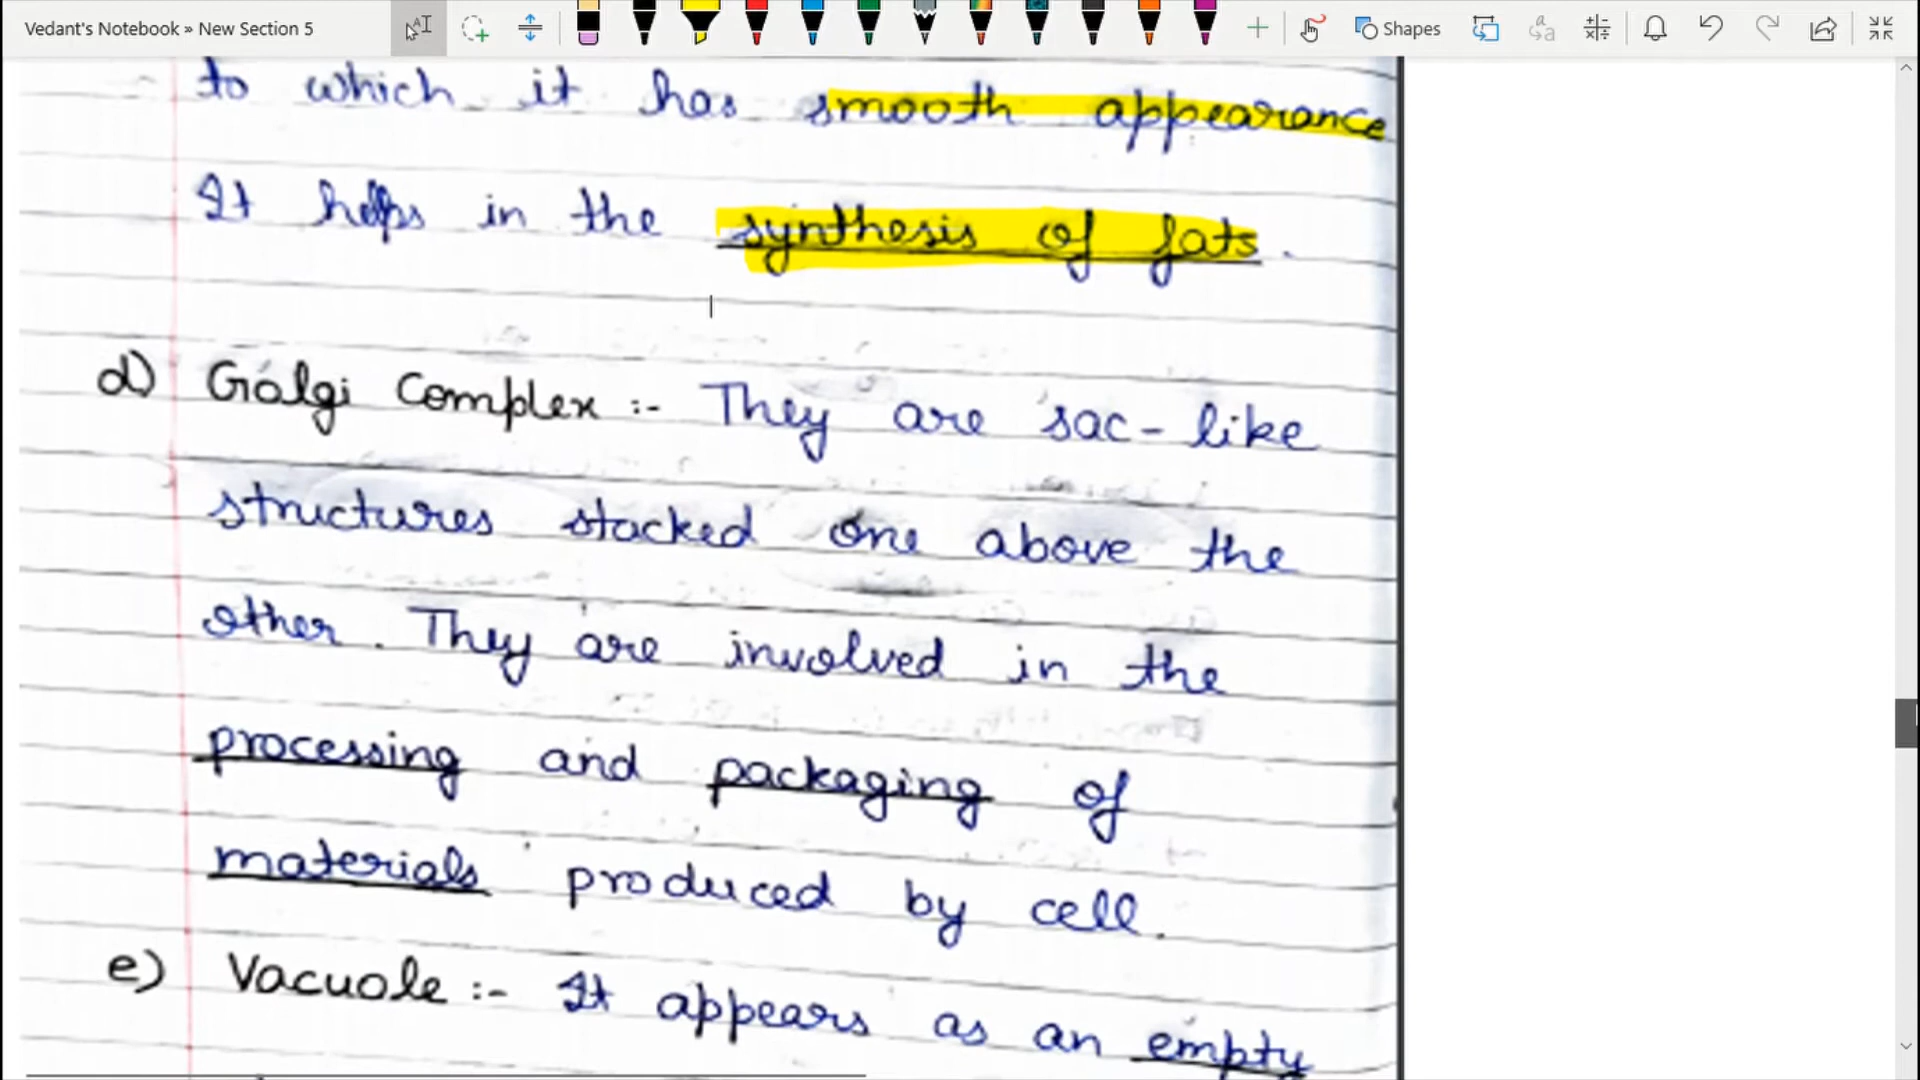 Vedant's Notebook » New Section 5
Shapes
to which it has smooth appearance
It helps in the synthesis of fats.
d) Golgi Complex :- They are sac-like
structures stacked one above the
other. They are involved in the
processing and packaging of
materials produced by cell.
e) Vacuole :- It appears as an empty